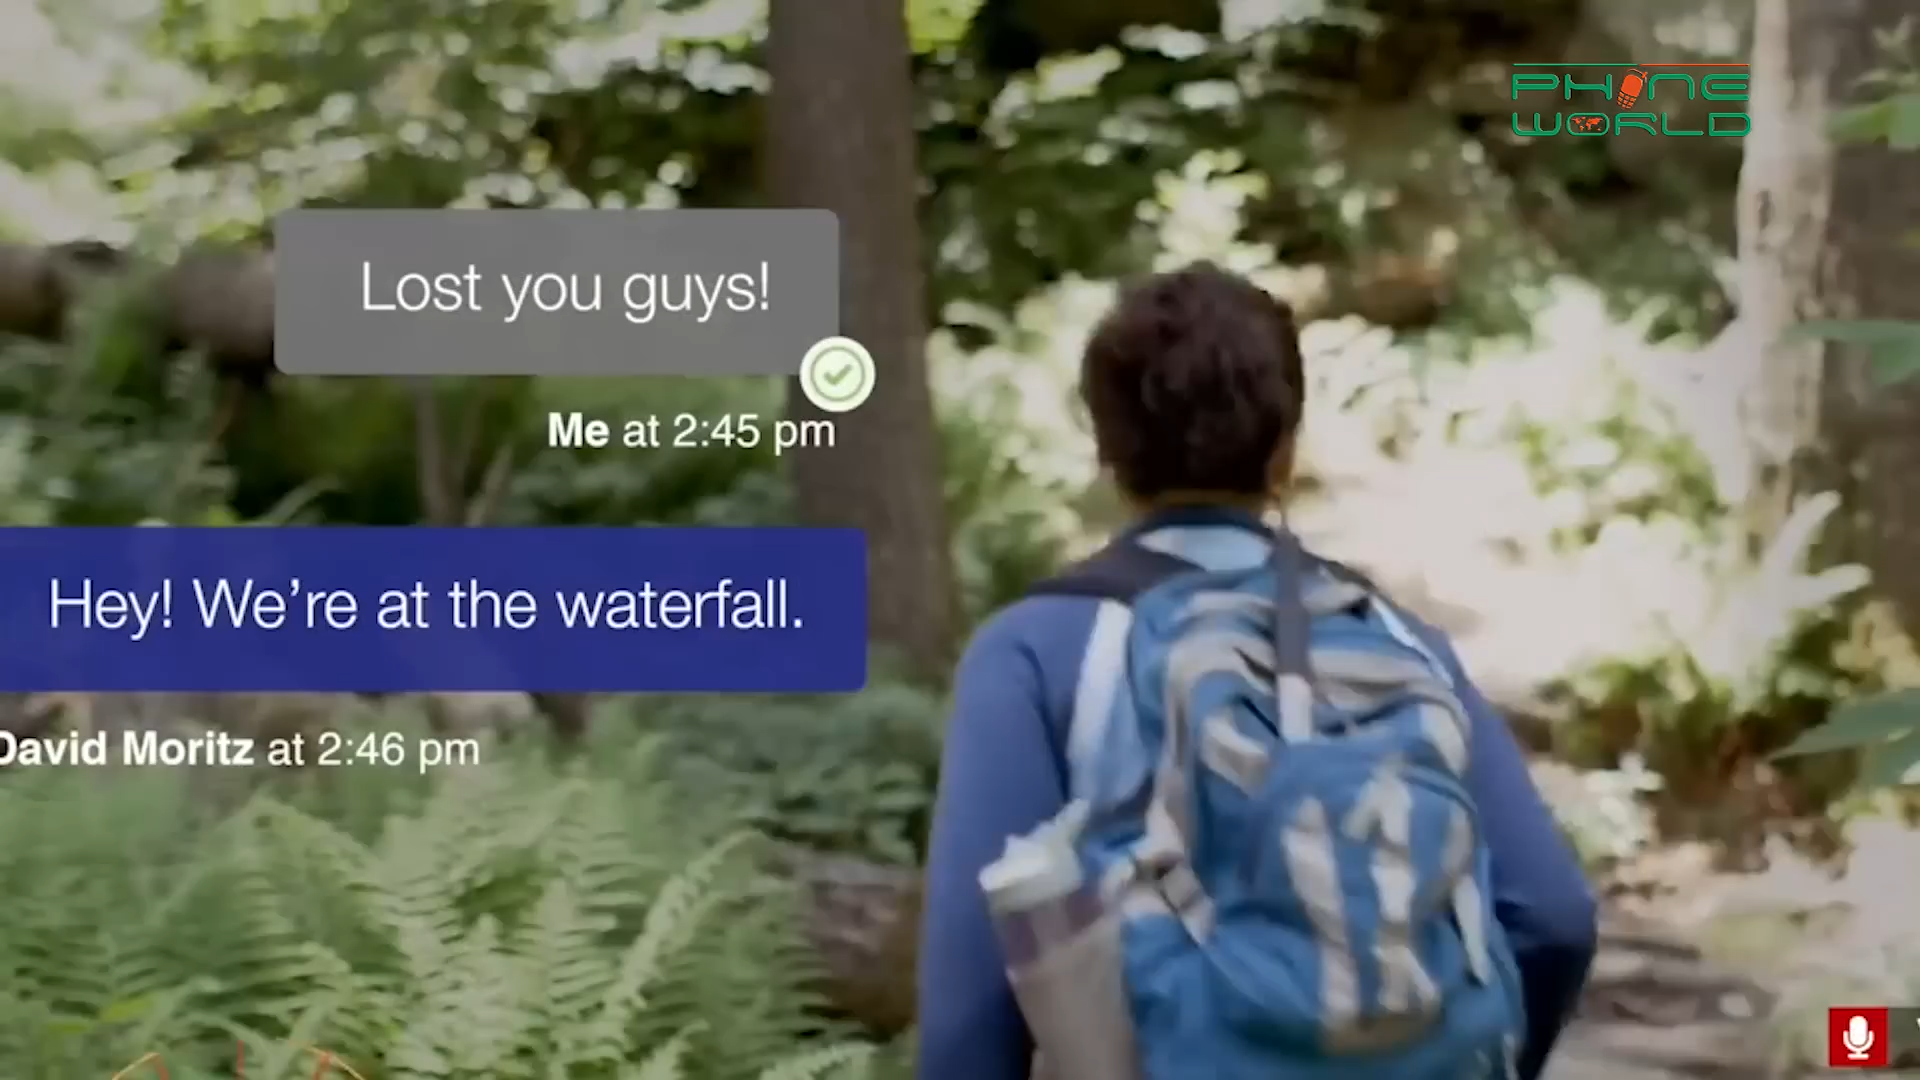 PHONE
WORLD
Lost you guys!
Me at 2:45 pm
Hey! We’re at the waterfall.
David Moritz at 2:46 pm